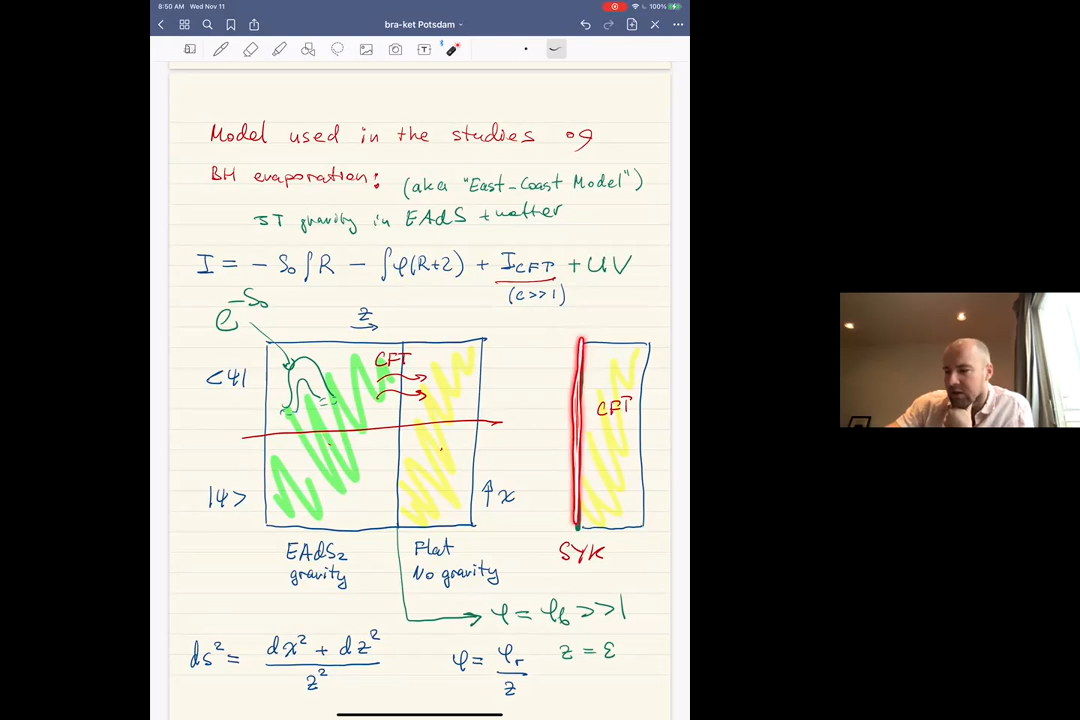 8:50 AM Wed Nov 11
100%
bra-ket Potsdam
Model used in the studies of
BH evaporation: (aka "East-Coast Model")
JT gravity in EAdS + matter
I = - S₀∫R - ∫φ(R+2) + I_CFT + UV
(c>>1)
e^{-S₀}
z
→
<ψ|
CFT
CFT
|ψ>
↑x
EAdS₂
gravity
Flat
No gravity
SYK
→ φ = φ_b >> 1
ds² = (dx² + dz²)/z²
φ = φ_r/z
z = ε